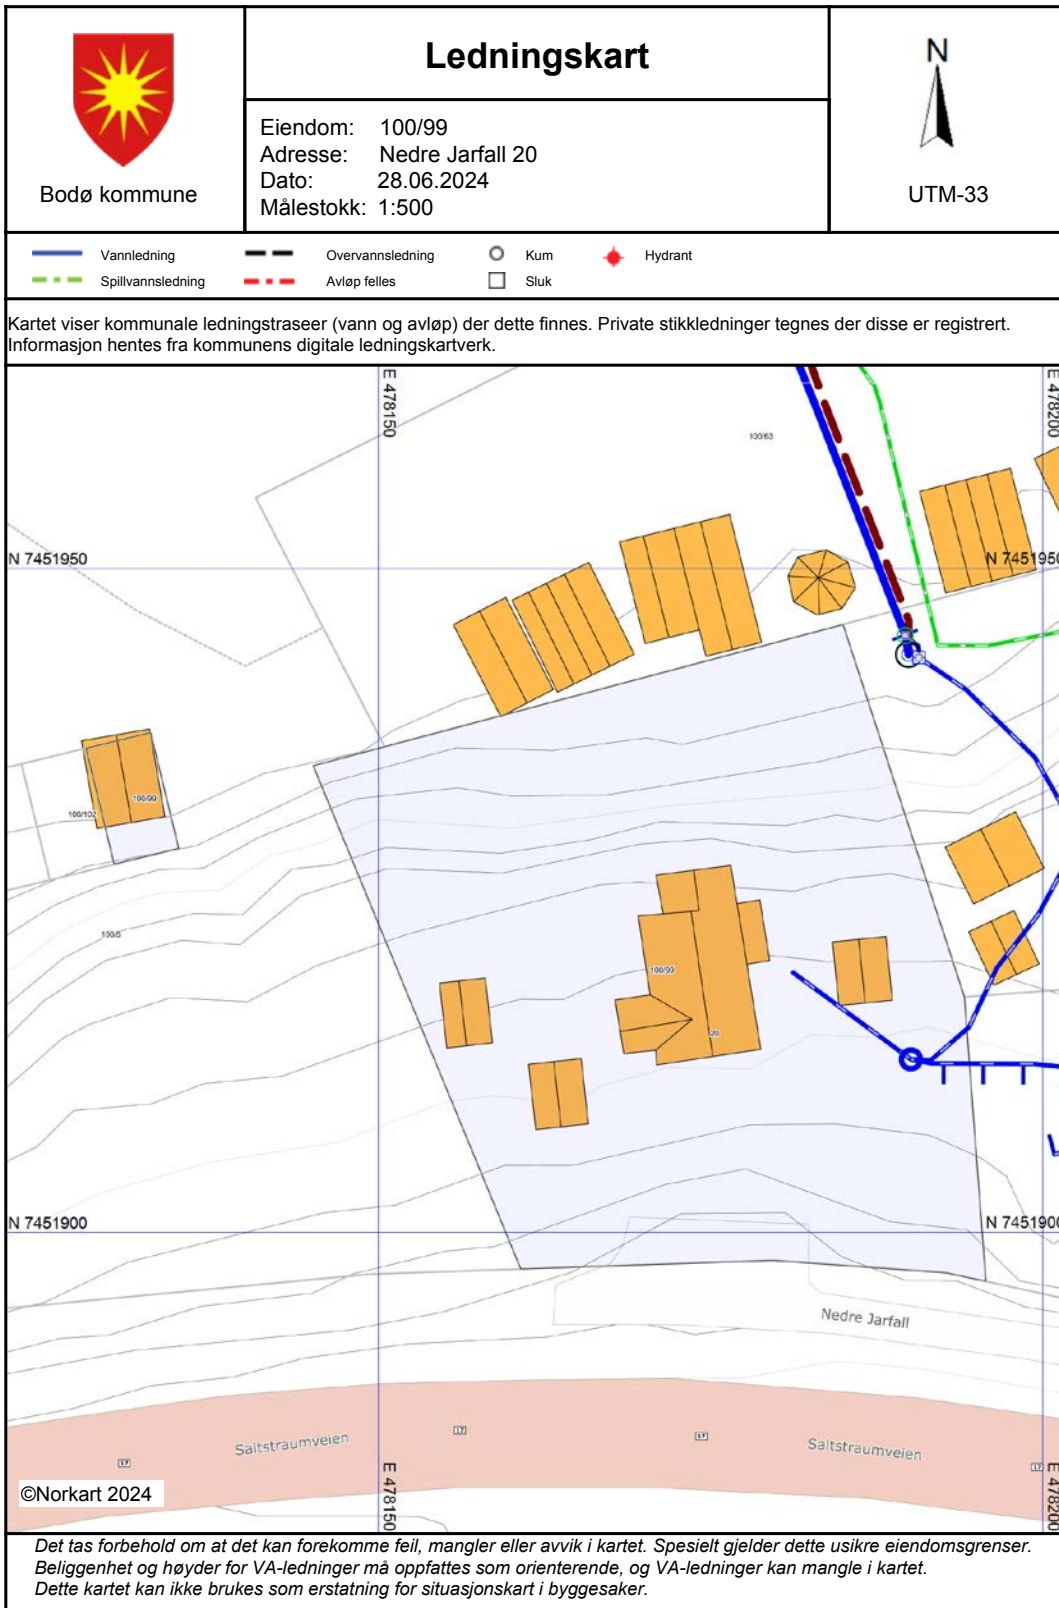 Bodø kommune
Ledningskart
Eiendom: 100/99
Adresse: Nedre Jarfall 20
Dato: 28.06.2024
Målestokk: 1:500
N
UTM-33
Vannledning
Overvannsledning
Kum
Hydrant
Spillvannsledning
Avløp felles
Sluk
Kartet viser kommunale ledningstraseer (vann og avløp) der dette finnes. Private stikkledninger tegnes der disse er registrert.
Informasjon hentes fra kommunens digitale ledningskartverk.
E 478150
E 478200
100/63
N 7451950
N 7451950
100/99
100/102
100/5
100/99
20
N 7451900
N 7451900
Nedre Jarfall
Saltstraumveien
Saltstraumveien
17
17
17
17
E 478150
E 478200
©Norkart 2024
Det tas forbehold om at det kan forekomme feil, mangler eller avvik i kartet. Spesielt gjelder dette usikre eiendomsgrenser.
Beliggenhet og høyder for VA-ledninger må oppfattes som orienterende, og VA-ledninger kan mangle i kartet.
Dette kartet kan ikke brukes som erstatning for situasjonskart i byggesaker.